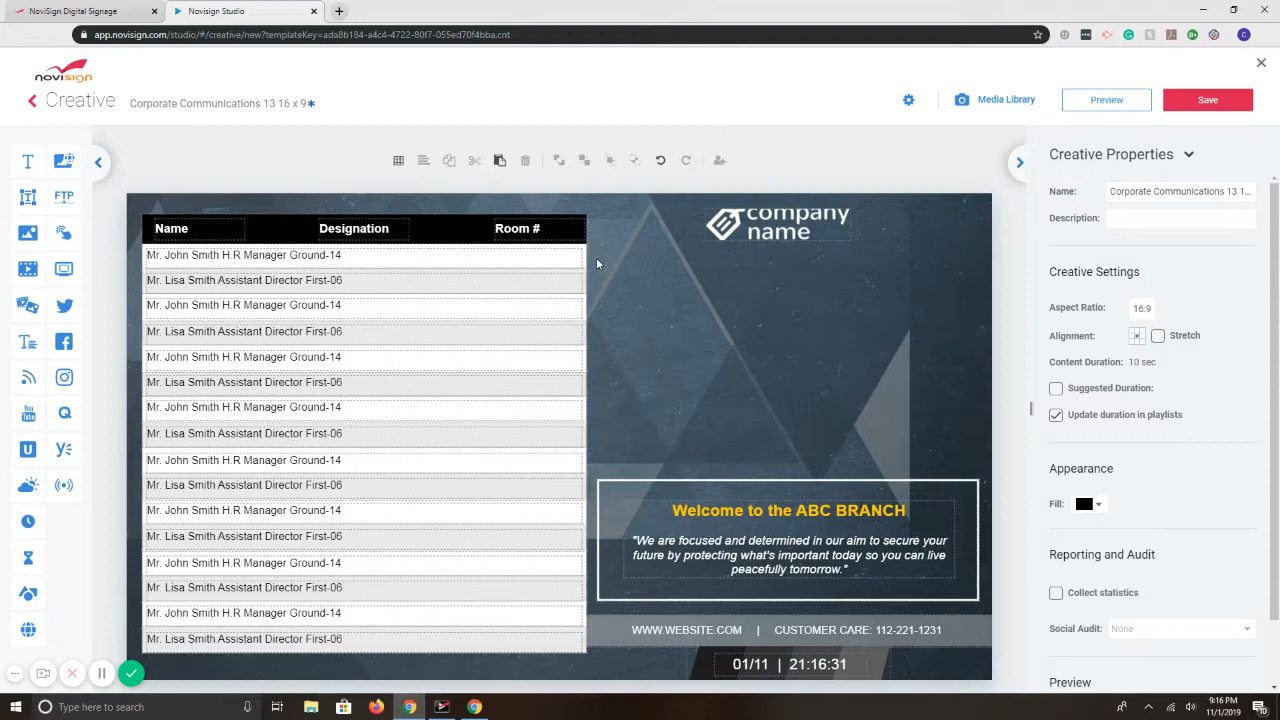 NoviSign Digital Signage
Novi Studio
app.novisign.com/studio/#/creative/new?templateKey=ada8b184-a4c4-4722-80f7-055ed70f4bba.cnt
novisign
Creative
Corporate Communications 13 16 x 9*
Media Library
Preview
Save
T
T
FTP
T
You
Tube
Q
U
Creative Properties
Name:
Corporate Communications 13 1...
Description:
Creative Settings
Aspect Ratio:
16:9
Alignment:
Stretch
Content Duration: 10 sec
Suggested Duration:
Update duration in playlists
Appearance
Fill:
Reporting and Audit
Collect statistics
Social Audit:
None
Preview
Name
Designation
Room #
Mr. John Smith H.R Manager Ground-14
Mr. Lisa Smith Assistant Director First-06
Mr. John Smith H.R Manager Ground-14
Mr. Lisa Smith Assistant Director First-06
Mr. John Smith H.R Manager Ground-14
Mr. Lisa Smith Assistant Director First-06
Mr. John Smith H.R Manager Ground-14
Mr. Lisa Smith Assistant Director First-06
Mr. John Smith H.R Manager Ground-14
Mr. Lisa Smith Assistant Director First-06
Mr. John Smith H.R Manager Ground-14
Mr. Lisa Smith Assistant Director First-06
Mr. John Smith H.R Manager Ground-14
Mr. Lisa Smith Assistant Director First-06
Mr. John Smith H.R Manager Ground-14
Mr. Lisa Smith Assistant Director First-06
company
name
Welcome to the ABC BRANCH
"We are focused and determined in our aim to secure your
future by protecting what's important today so you can live
peacefully tomorrow."
WWW.WEBSITE.COM | CUSTOMER CARE: 112-221-1231
01/11 | 21:16:31
Type here to search
9:16 PM
11/1/2019